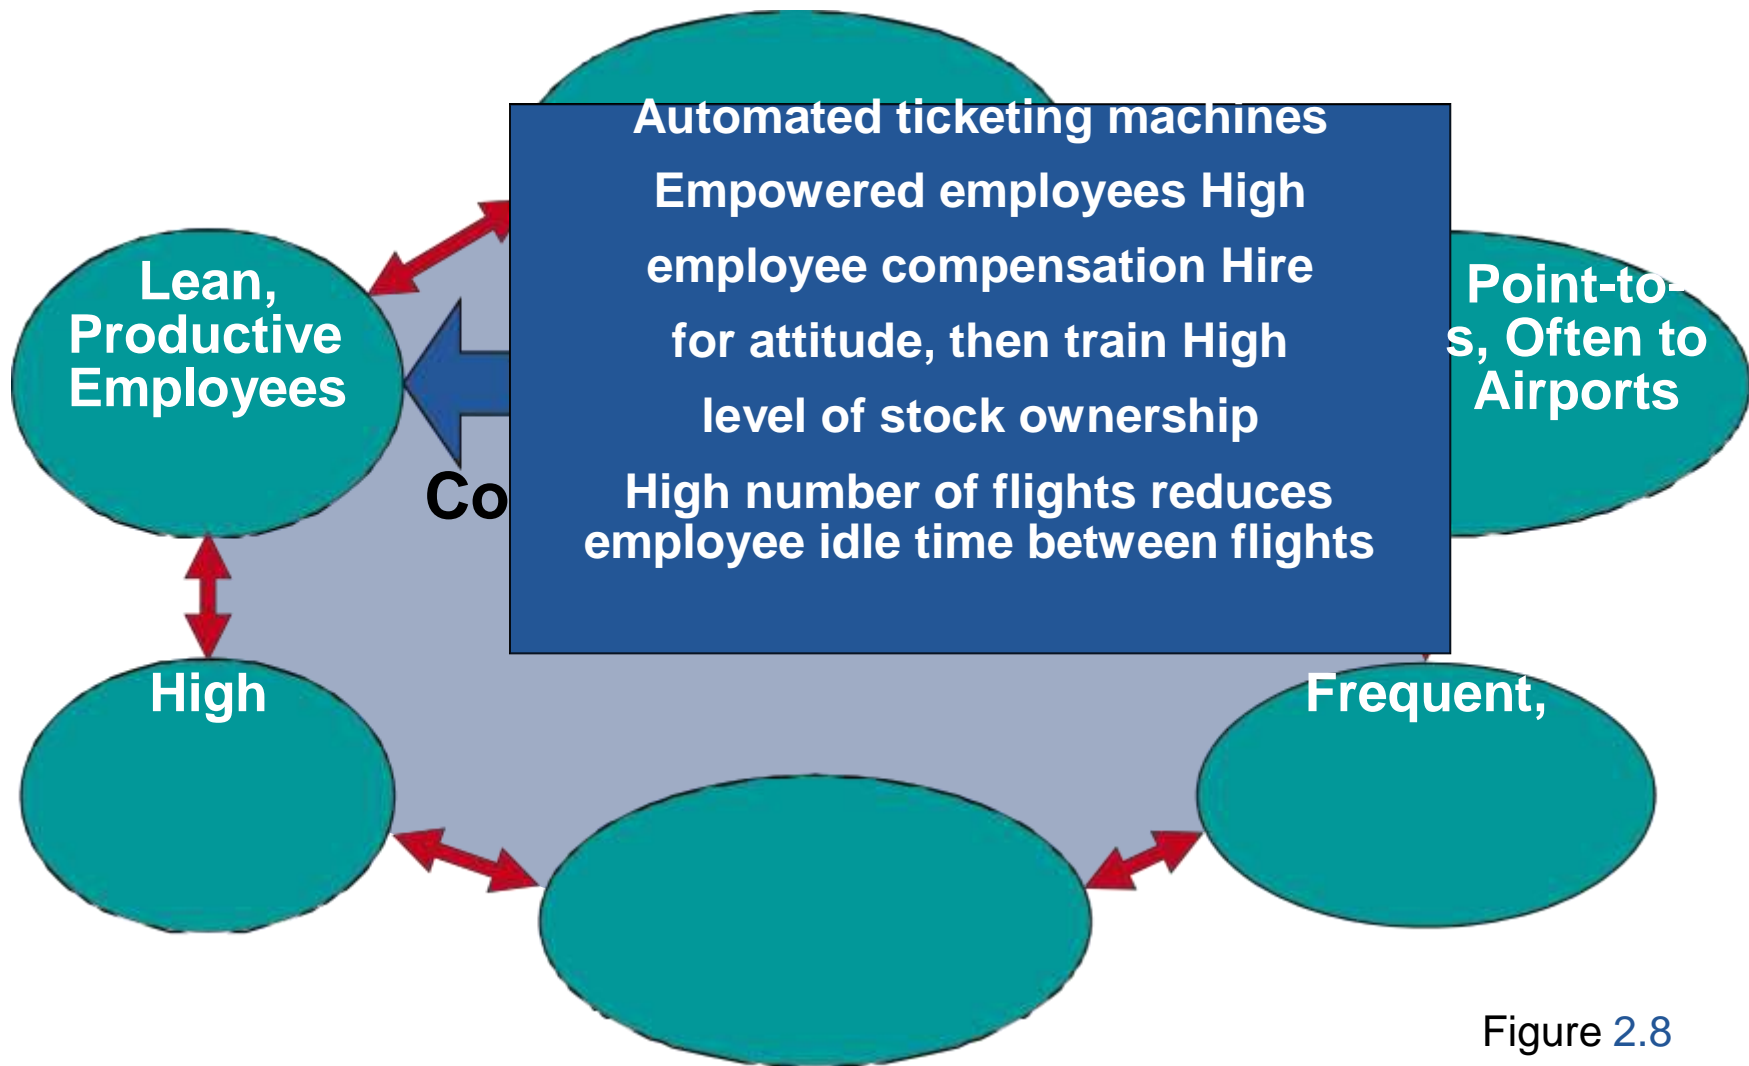 Automated ticketing machines
Empowered employees High
employee compensation Hire
for attitude, then train High
level of stock ownership
High number of flights reduces
employee idle time between flights
Lean,
Productive
Employees
Point-to-
s, Often to
Airports
Co
High
Frequent,
Figure 2.8